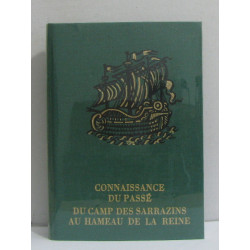 CONNAISSANCE
DU PASSÉ
DU CAMP DES SARRAZINS
AU HAMEAU DE LA REINE